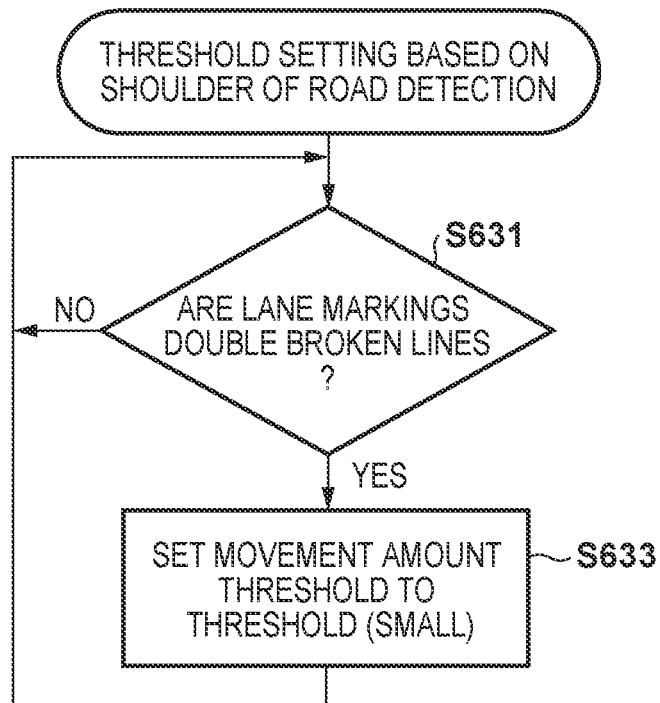 THRESHOLD SETTING BASED ON
SHOULDER OF ROAD DETECTION
S631
NO
ARE LANE MARKINGS
DOUBLE BROKEN LINES
?
YES
SET MOVEMENT AMOUNT
THRESHOLD TO
THRESHOLD (SMALL)
S633